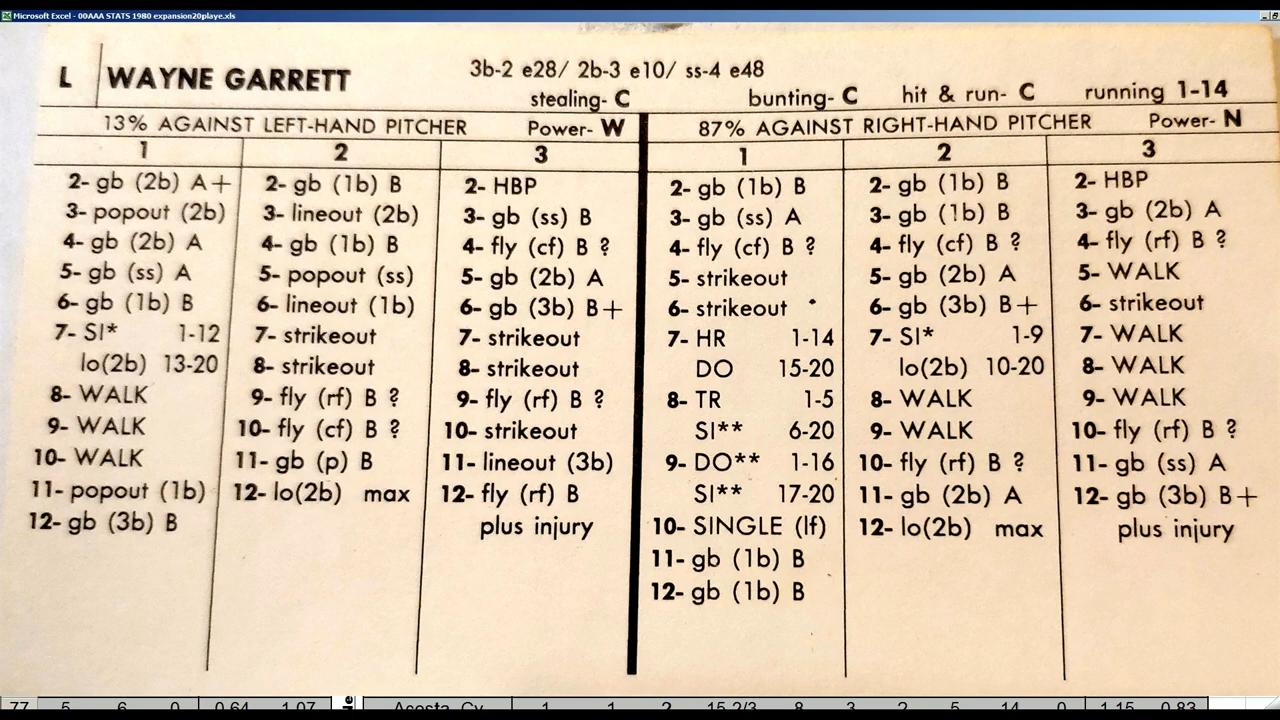 Microsoft Excel - 00AAA STATS 1980 expansion20playe.xls
L WAYNE GARRETT 3b-2 e28/ 2b-3 e10/ ss-4 e48
stealing- C bunting- C hit & run- C running 1-14
13% AGAINST LEFT-HAND PITCHER Power- W 87% AGAINST RIGHT-HAND PITCHER Power- N
1 2 3 1 2 3
2- gb (2b) A+ 2- gb (1b) B 2- HBP 2- gb (1b) B 2- gb (1b) B 2- HBP
3- popout (2b) 3- lineout (2b) 3- gb (ss) B 3- gb (ss) A 3- gb (1b) B 3- gb (2b) A
4- gb (2b) A 4- gb (1b) B 4- fly (cf) B ? 4- fly (cf) B ? 4- fly (cf) B ? 4- fly (rf) B ?
5- gb (ss) A 5- popout (ss) 5- gb (2b) A 5- strikeout 5- gb (2b) A 5- WALK
6- gb (1b) B 6- lineout (1b) 6- gb (3b) B+ 6- strikeout 6- gb (3b) B+ 6- strikeout
7- SI* 1-12 7- strikeout 7- strikeout 7- HR 1-14 7- SI* 1-9 7- WALK
lo(2b) 13-20 8- strikeout 8- strikeout DO 15-20 lo(2b) 10-20 8- WALK
8- WALK 9- fly (rf) B ? 9- fly (rf) B ? 8- TR 1-5 8- WALK 9- WALK
9- WALK 10- fly (cf) B ? 10- strikeout SI** 6-20 9- WALK 10- fly (rf) B ?
10- WALK 11- gb (p) B 11- lineout (3b) 9- DO** 1-16 10- fly (rf) B ? 11- gb (ss) A
11- popout (1b) 12- lo(2b) max 12- fly (rf) B SI** 17-20 11- gb (2b) A 12- gb (3b) B+
12- gb (3b) B plus injury 10- SINGLE (lf) 12- lo(2b) max plus injury
11- gb (1b) B
12- gb (1b) B